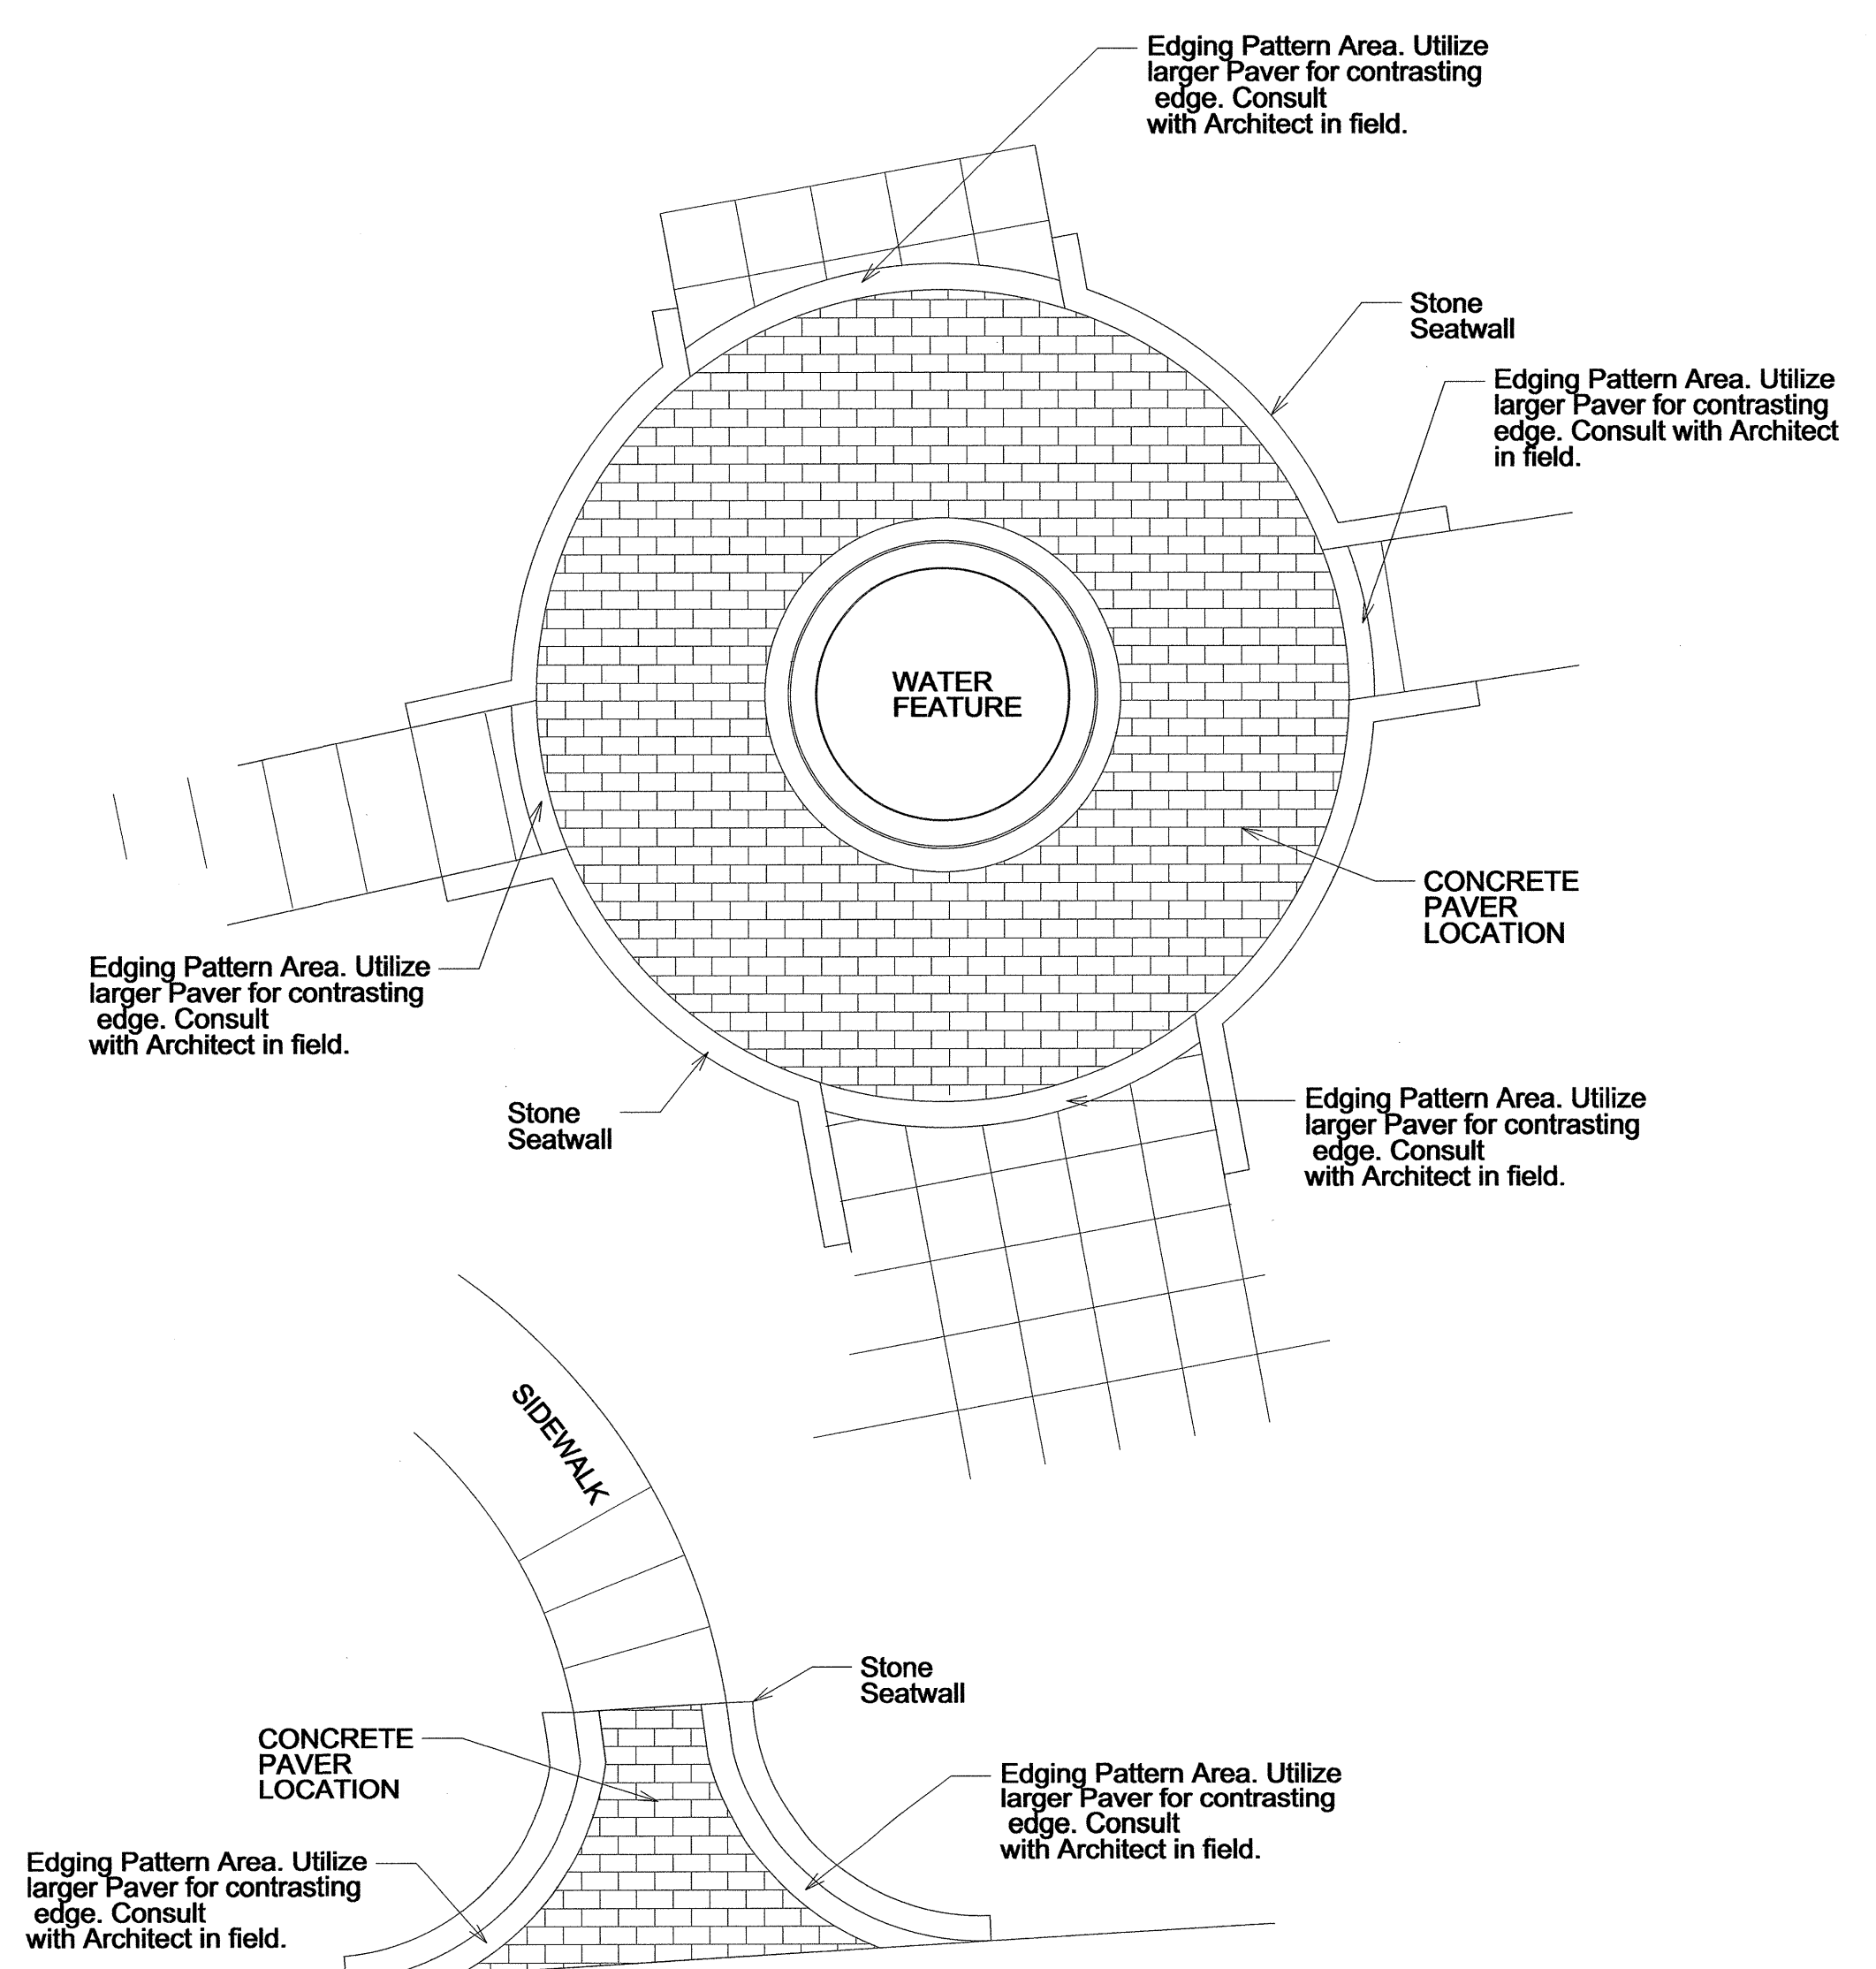 Edging Pattern Area. Utilize
larger Paver for contrasting
edge. Consult
with Architect in field.
Stone
Seatwall
Edging Pattern Area. Utilize
larger Paver for contrasting
edge. Consult with Architect
in field.
WATER
FEATURE
CONCRETE
PAVER
LOCATION
Edging Pattern Area. Utilize
larger Paver for contrasting
edge. Consult
with Architect in field.
Stone
Seatwall
Edging Pattern Area. Utilize
larger Paver for contrasting
edge. Consult
with Architect in field.
SIDEWALK
Stone
Seatwall
CONCRETE
PAVER
LOCATION
Edging Pattern Area. Utilize
larger Paver for contrasting
edge. Consult
with Architect in field.
Edging Pattern Area. Utilize
larger Paver for contrasting
edge. Consult
with Architect in field.